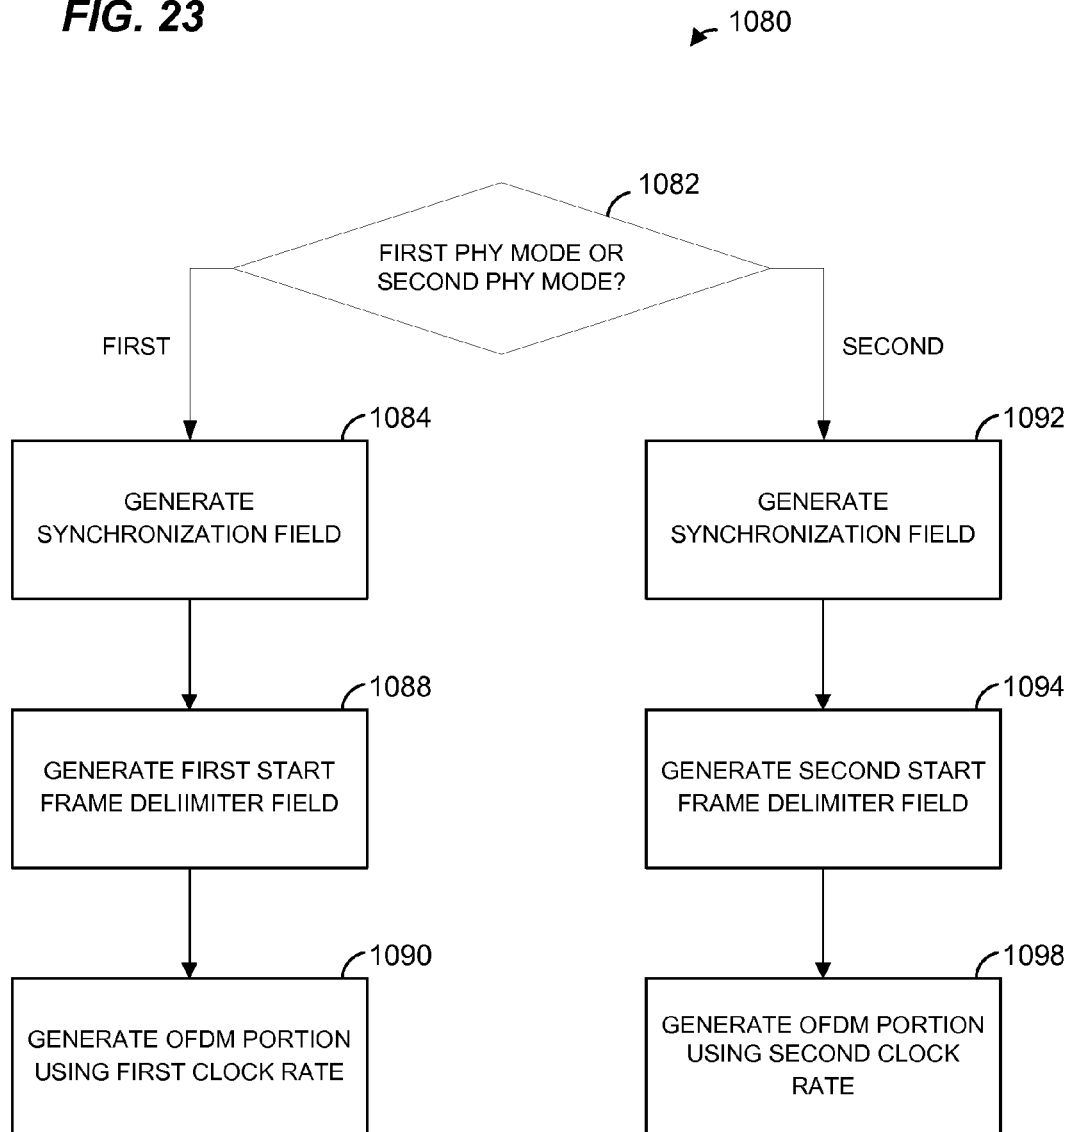 FIG. 23
1080
1082
FIRST PHY MODE OR
SECOND PHY MODE?
FIRST
SECOND
1084
GENERATE
SYNCHRONIZATION FIELD
1092
GENERATE
SYNCHRONIZATION FIELD
1088
GENERATE FIRST START
FRAME DELIIMITER FIELD
1094
GENERATE SECOND START
FRAME DELIMITER FIELD
1090
GENERATE OFDM PORTION
USING FIRST CLOCK RATE
1098
GENERATE OFDM PORTION
USING SECOND CLOCK
RATE